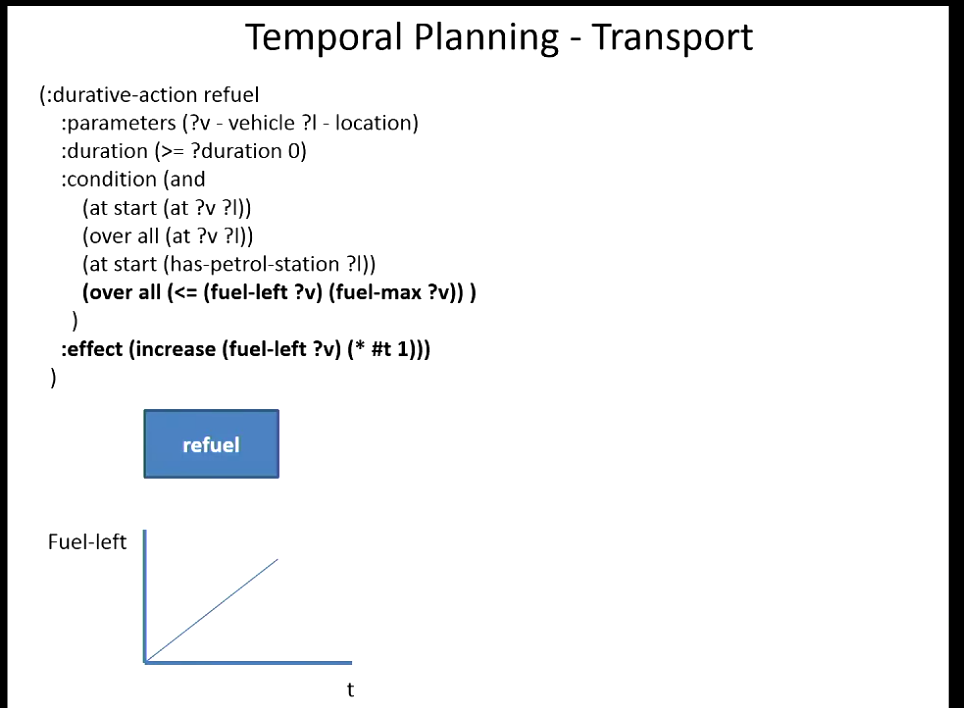 Temporal Planning - Transport
(:durative-action refuel
:parameters (?v - vehicle ?l - location)
:duration (>= ?duration 0)
:condition (and
(at start (at ?v ?l))
(over all (at ?v ?l))
(at start (has-petrol-station ?l))
(over all (<= (fuel-left ?v) (fuel-max ?v)) )
)
:effect (increase (fuel-left ?v) (* #t 1)))
)
refuel
Fuel-left
t